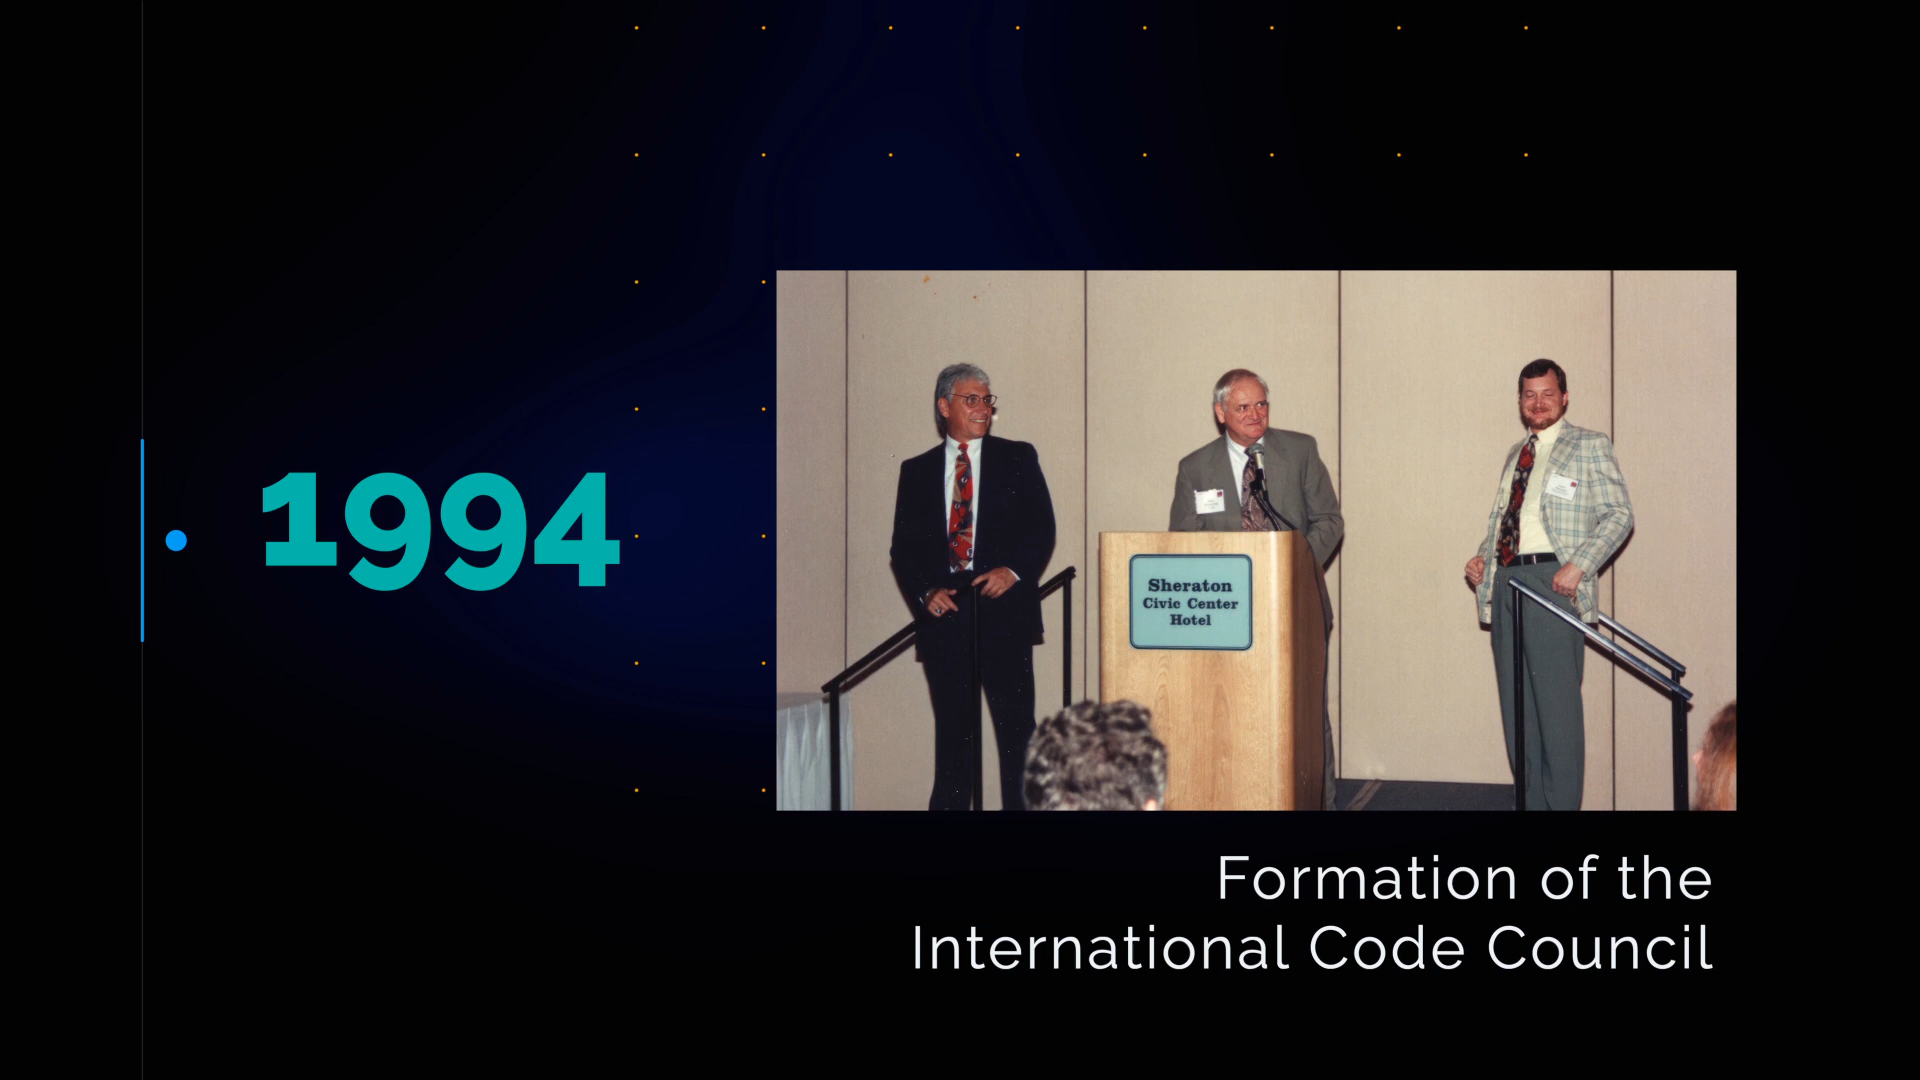 1994
Sheraton
Civic Center
Hotel
Formation of the
International Code Council